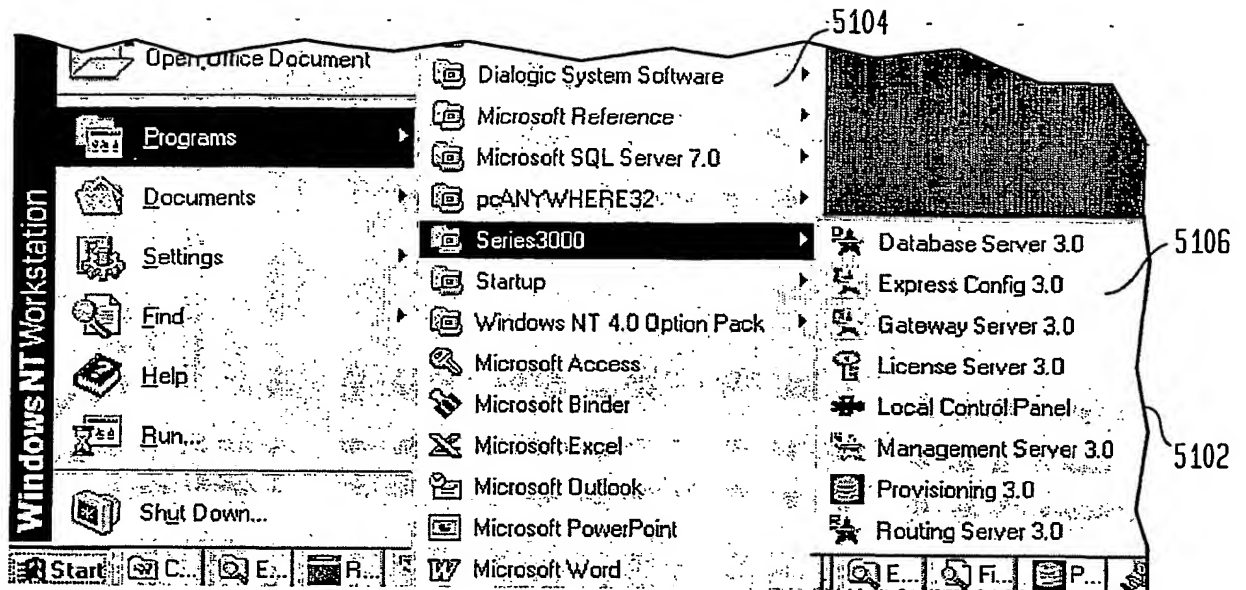 5104
Open Office Document
Programs
Documents
Settings
Find
Help
Run...
Shut Down...
Windows NT Workstation
Start
C...
E...
R...
Dialogic System Software
Microsoft Reference
Microsoft SQL Server 7.0
pcANYWHERE32
Series3000
Startup
Windows NT 4.0 Option Pack
Microsoft Access
Microsoft Binder
Microsoft Excel
Microsoft Outlook
Microsoft PowerPoint
Microsoft Word
Database Server 3.0
Express Config 3.0
Gateway Server 3.0
License Server 3.0
Local Control Panel
Management Server 3.0
Provisioning 3.0
Routing Server 3.0
E...
Fi...
P...
5106
5102